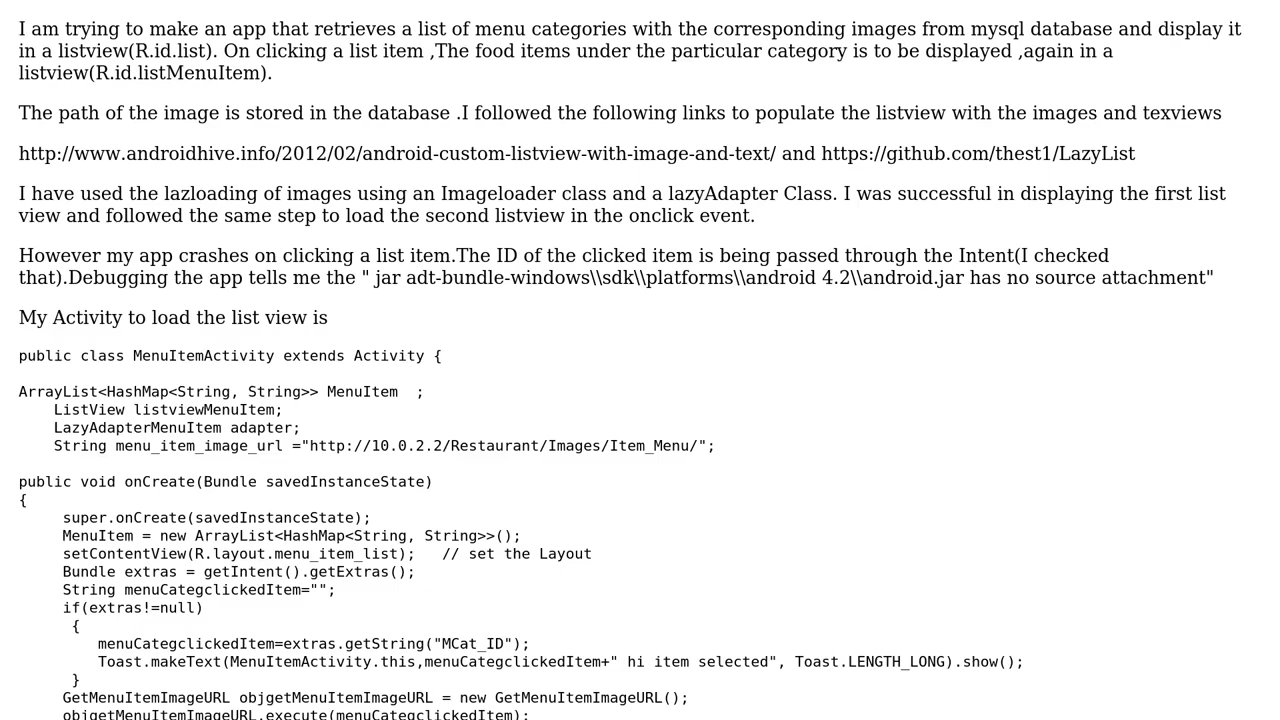 I am trying to make an app that retrieves a list of menu categories with the corresponding images from mysql database and display it
in a listview(R.id.list). On clicking a list item ,The food items under the particular category is to be displayed ,again in a
listview(R.id.listMenuItem).
The path of the image is stored in the database .I followed the following links to populate the listview with the images and texviews
http://www.androidhive.info/2012/02/android-custom-listview-with-image-and-text/ and https://github.com/thest1/LazyList
I have used the lazloading of images using an Imageloader class and a lazyAdapter Class. I was successful in displaying the first list
view and followed the same step to load the second listview in the onclick event.
However my app crashes on clicking a list item.The ID of the clicked item is being passed through the Intent(I checked
that).Debugging the app tells me the " jar adt-bundle-windows\\sdk\\platforms\\android 4.2\\android.jar has no source attachment"
My Activity to load the list view is
public class MenuItemActivity extends Activity {
ArrayList<HashMap<String, String>> MenuItem  ;
    ListView listviewMenuItem;
    LazyAdapterMenuItem adapter;
    String menu_item_image_url ="http://10.0.2.2/Restaurant/Images/Item_Menu/";
public void onCreate(Bundle savedInstanceState)
{
     super.onCreate(savedInstanceState);
     MenuItem = new ArrayList<HashMap<String, String>>();
     setContentView(R.layout.menu_item_list);   // set the Layout
     Bundle extras = getIntent().getExtras();
     String menuCategclickedItem="";
     if(extras!=null)
      {
         menuCategclickedItem=extras.getString("MCat_ID");
         Toast.makeText(MenuItemActivity.this,menuCategclickedItem+" hi item selected", Toast.LENGTH_LONG).show();
      }
     GetMenuItemImageURL objgetMenuItemImageURL = new GetMenuItemImageURL();
     objgetMenuItemImageURL.execute(menuCategclickedItem);